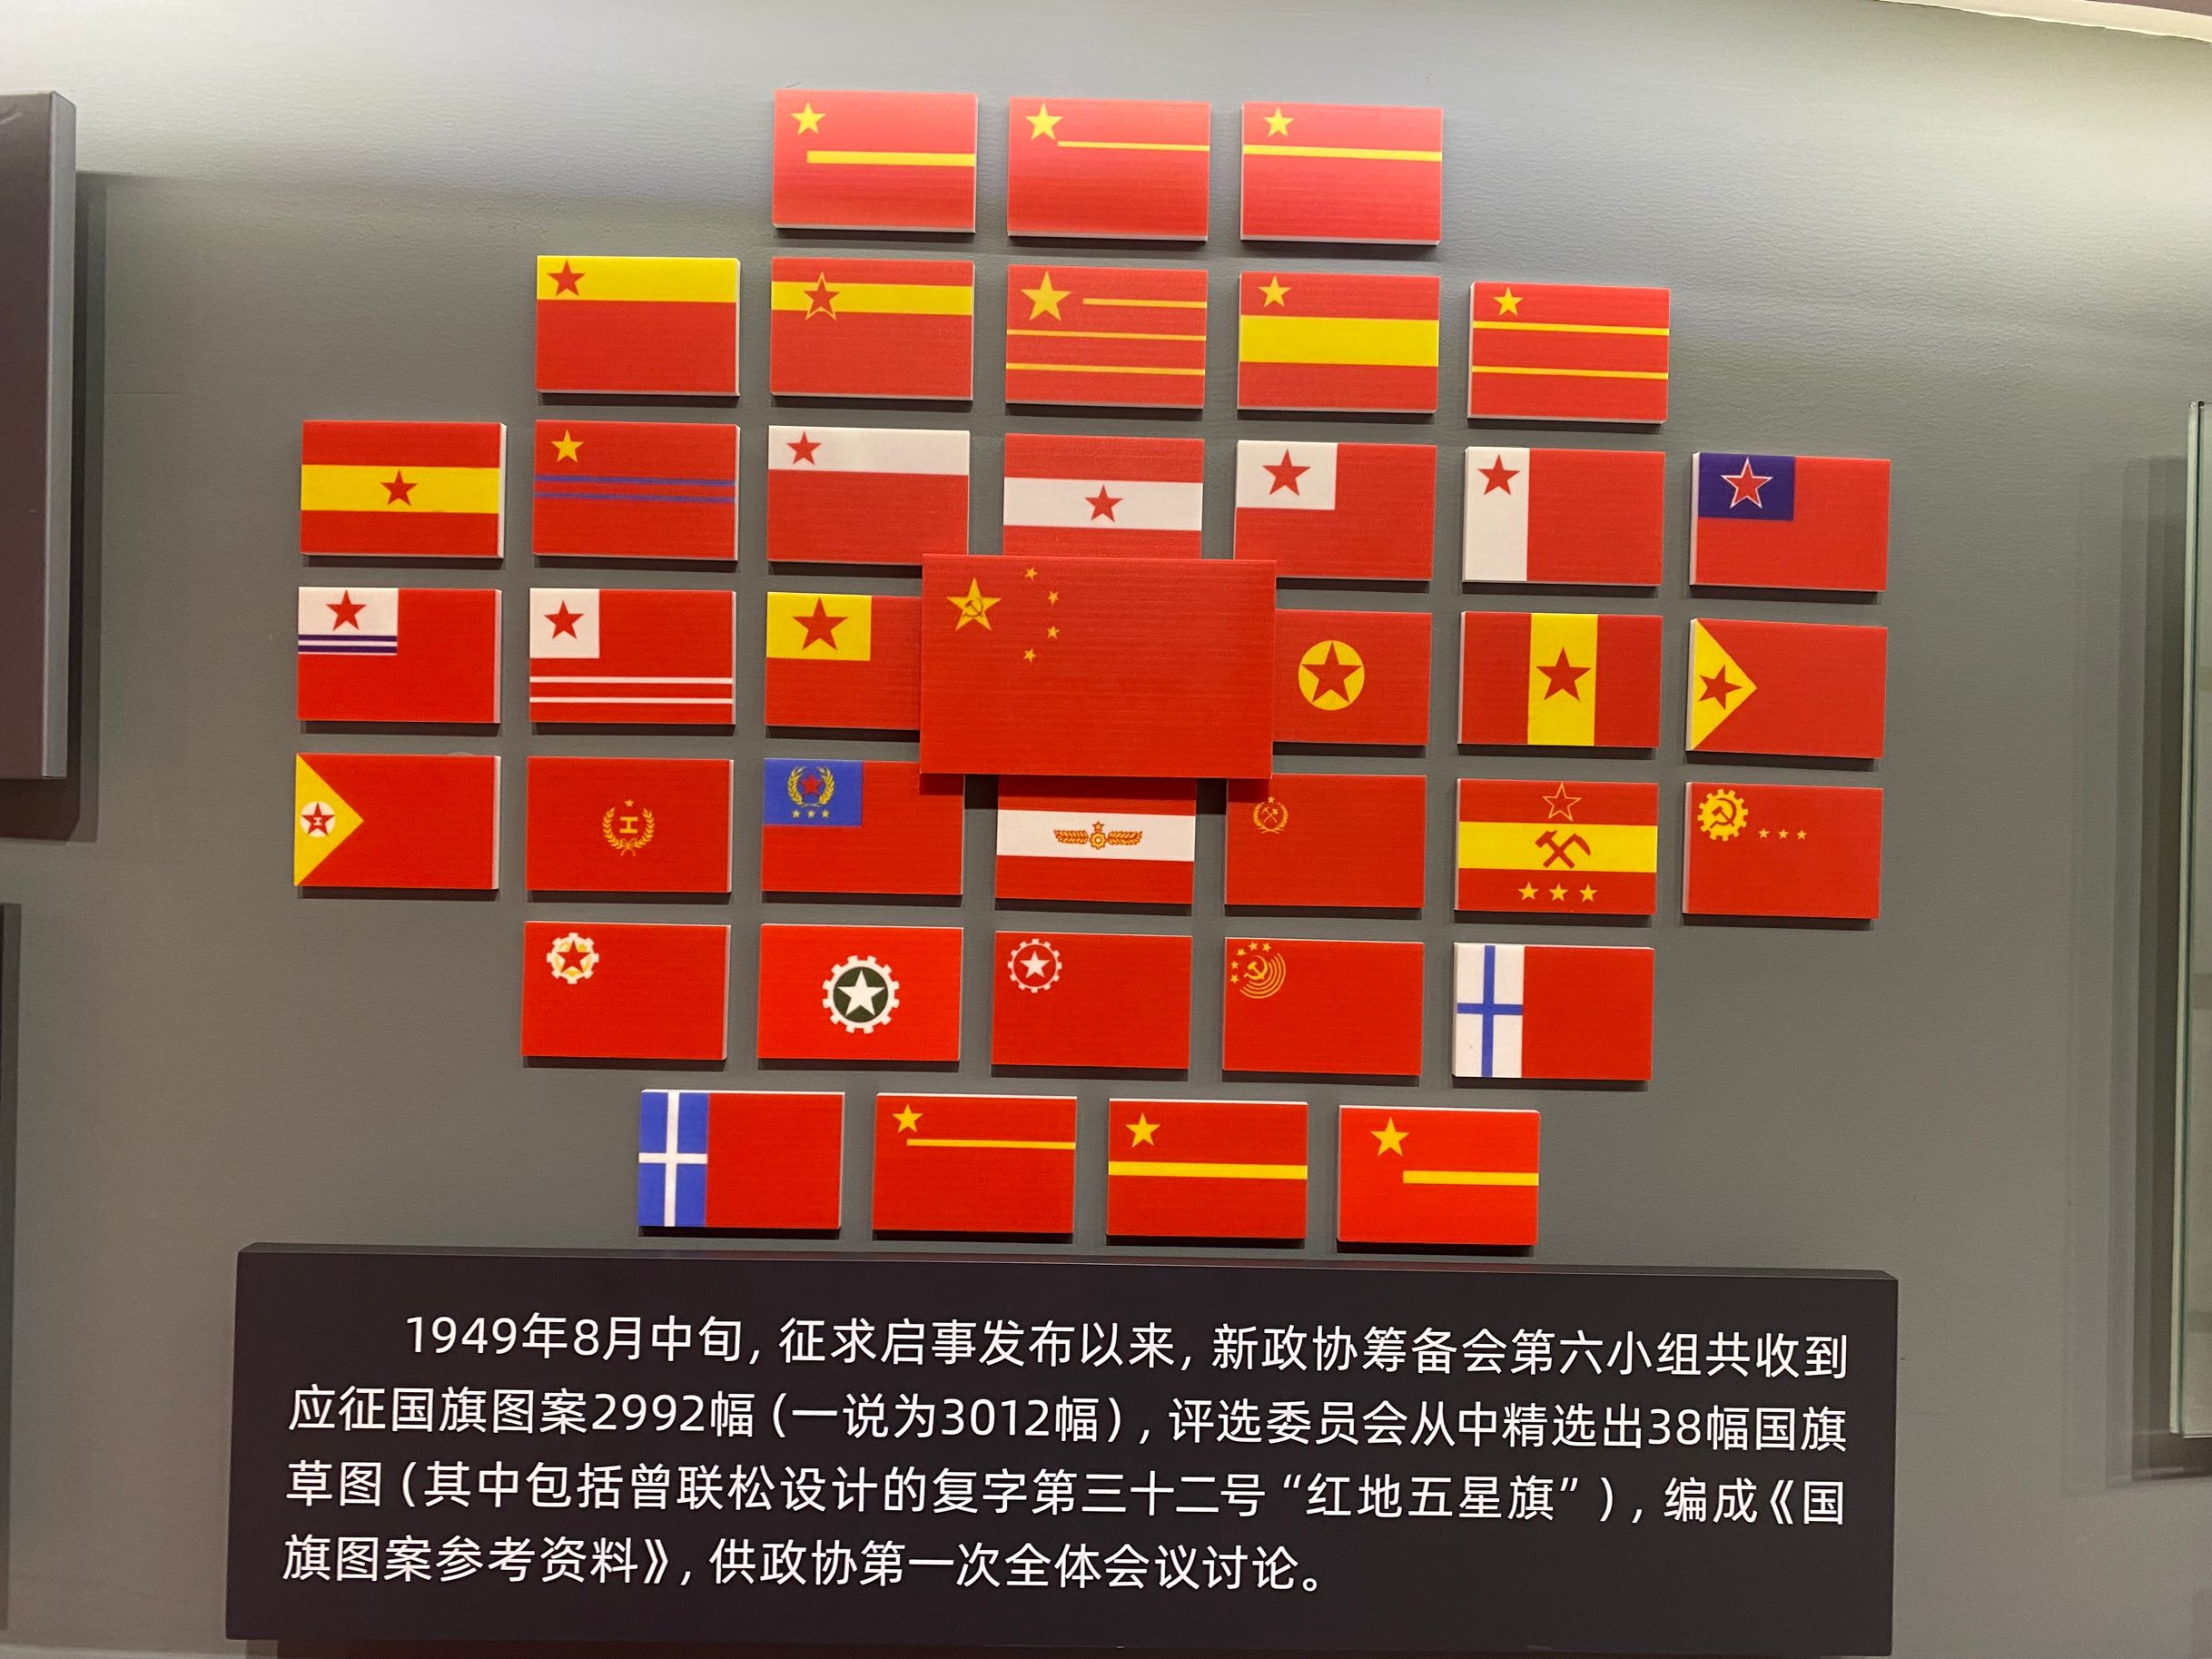 1949年8月中旬，征求启事发布以来，新政协筹备会第六小组共收到
应征国旗图案2992幅（一说为3012幅），评选委员会从中精选出38幅国旗
草图（其中包括曾联松设计的复字第三十二号“红地五星旗”），编成《国
旗图案参考资料》，供政协第一次全体会议讨论。